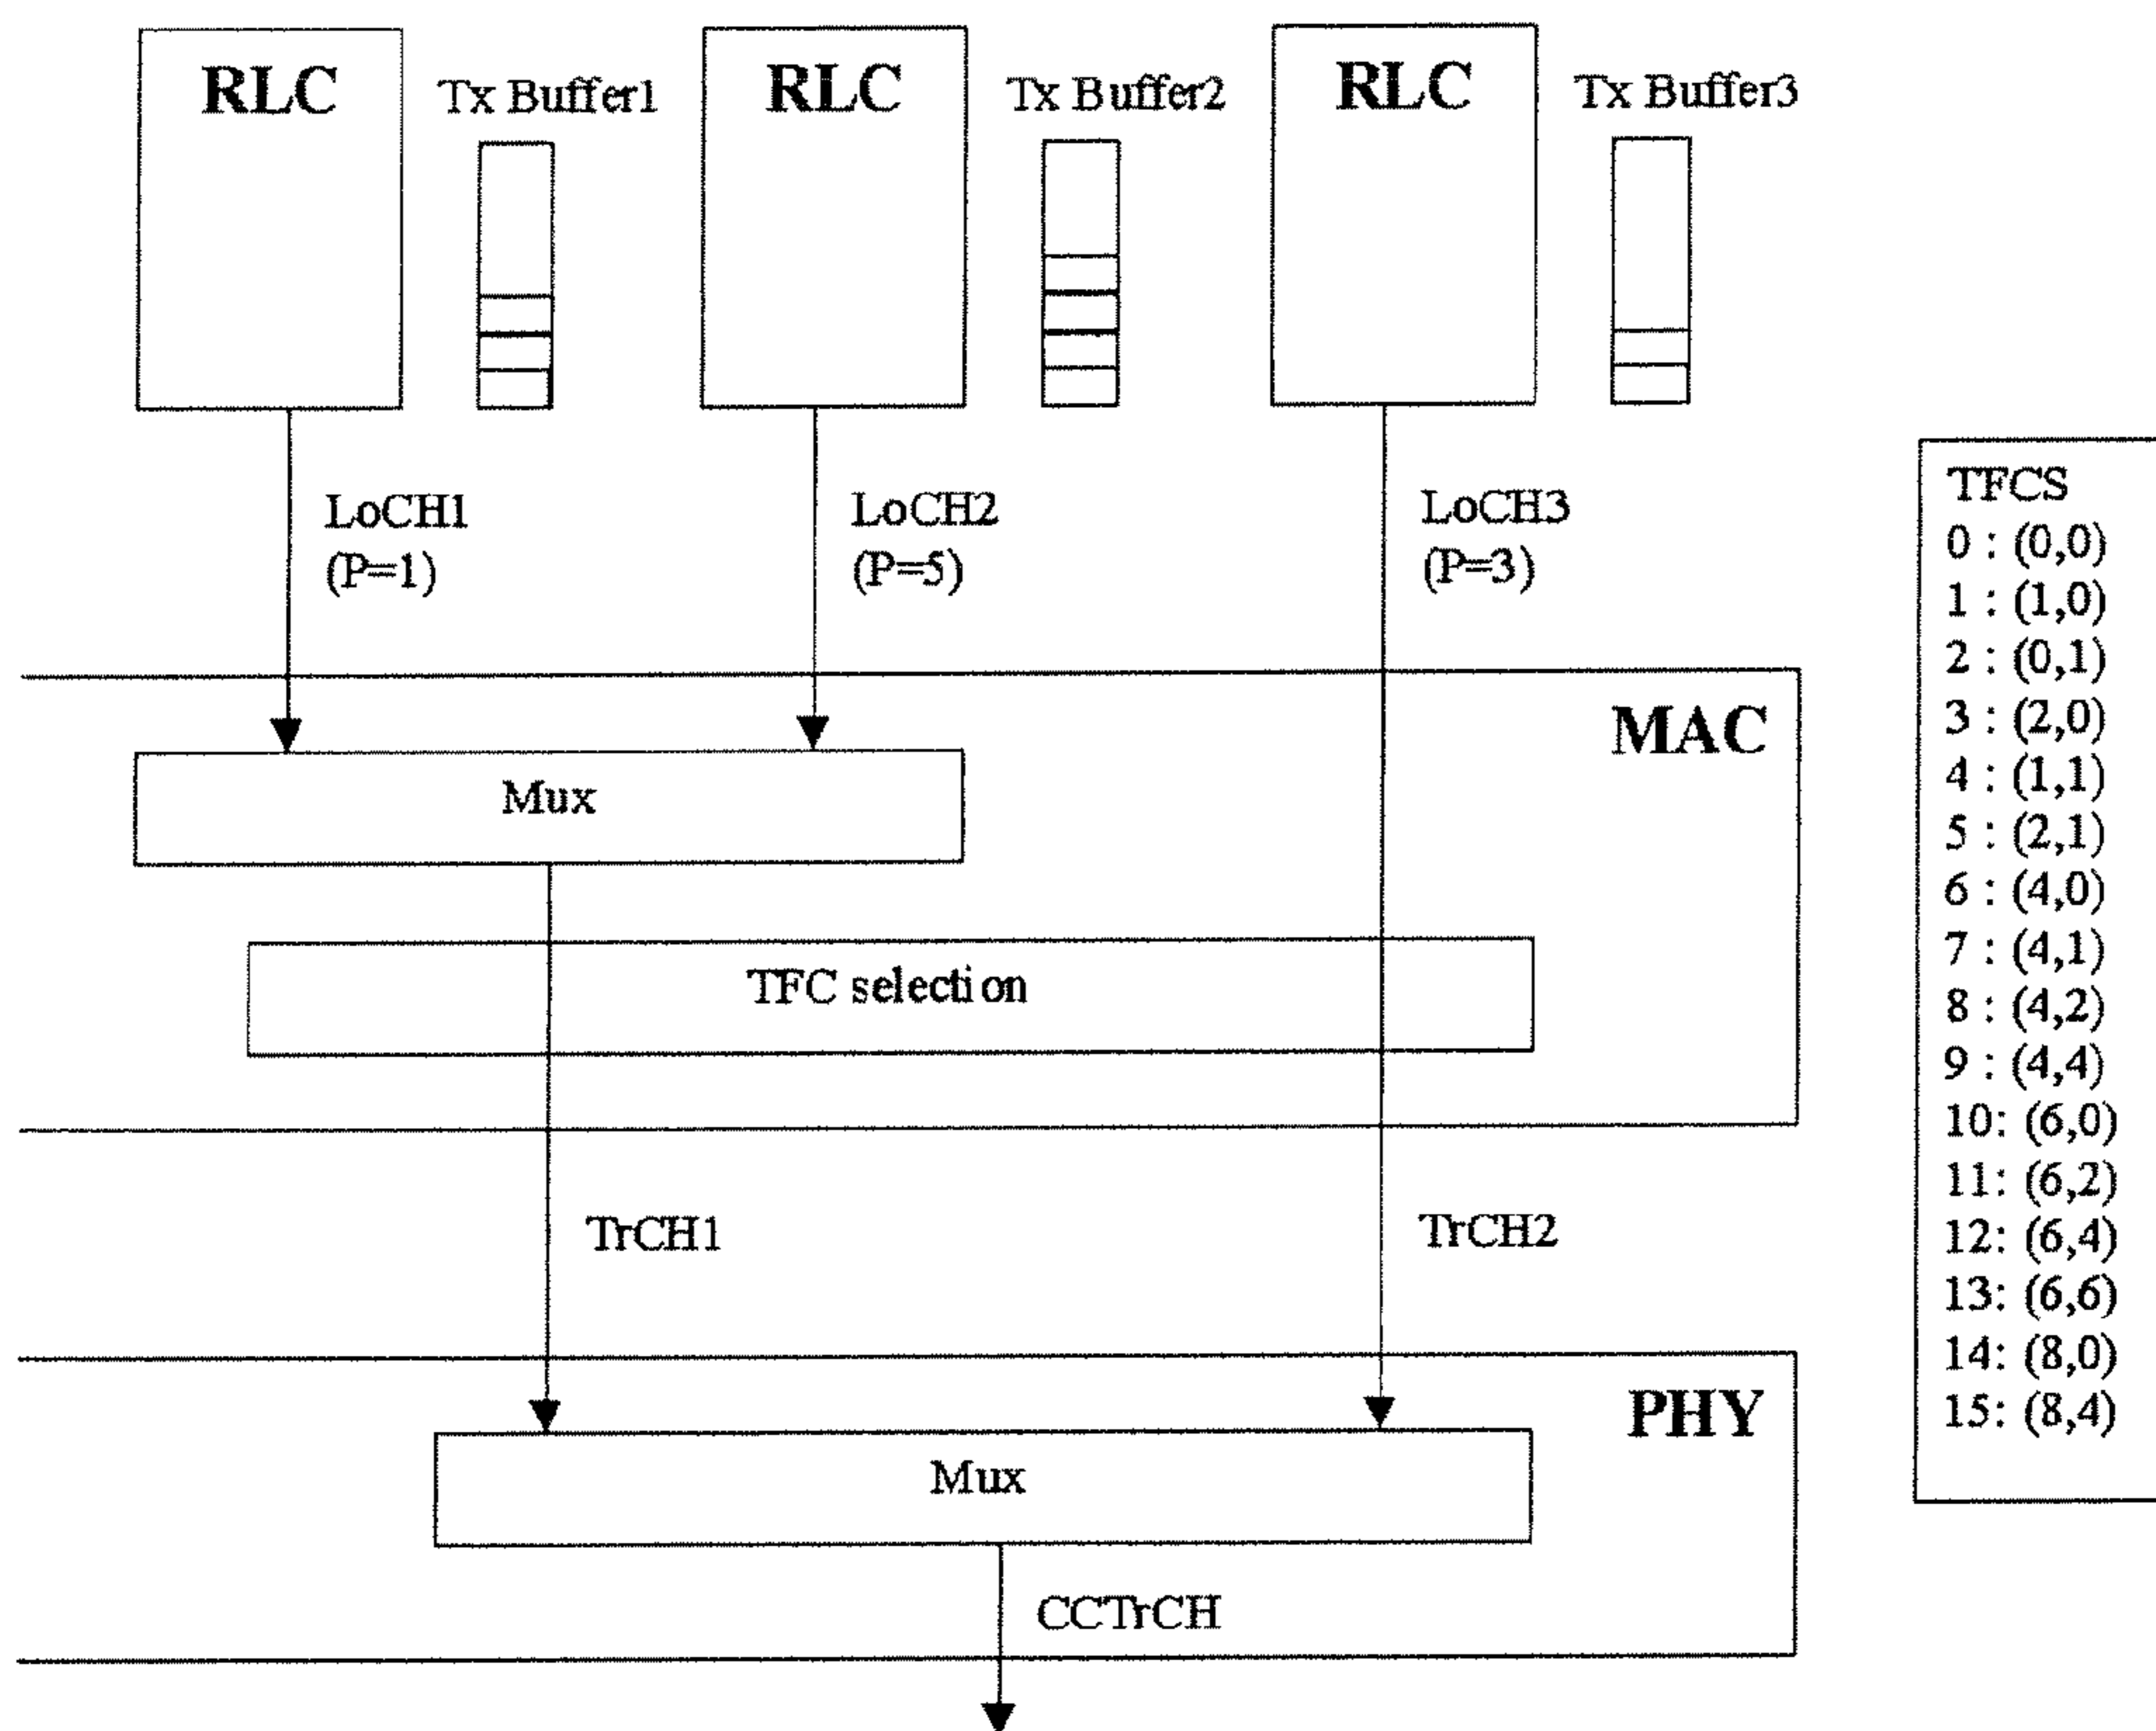 RLC
Tx Buffer1
RLC
Tx Buffer2
RLC
Tx Buffer3
LoCH1
(P=1)
LoCH2
(P=5)
LoCH3
(P=3)
MAC
Mux
TFC selection
TrCH1
TrCH2
PHY
Mux
CCTrCH
TFCS
0 : (0,0)
1 : (1,0)
2 : (0,1)
3 : (2,0)
4 : (1,1)
5 : (2,1)
6 : (4,0)
7 : (4,1)
8 : (4,2)
9 : (4,4)
10: (6,0)
11: (6,2)
12: (6,4)
13: (6,6)
14: (8,0)
15: (8,4)